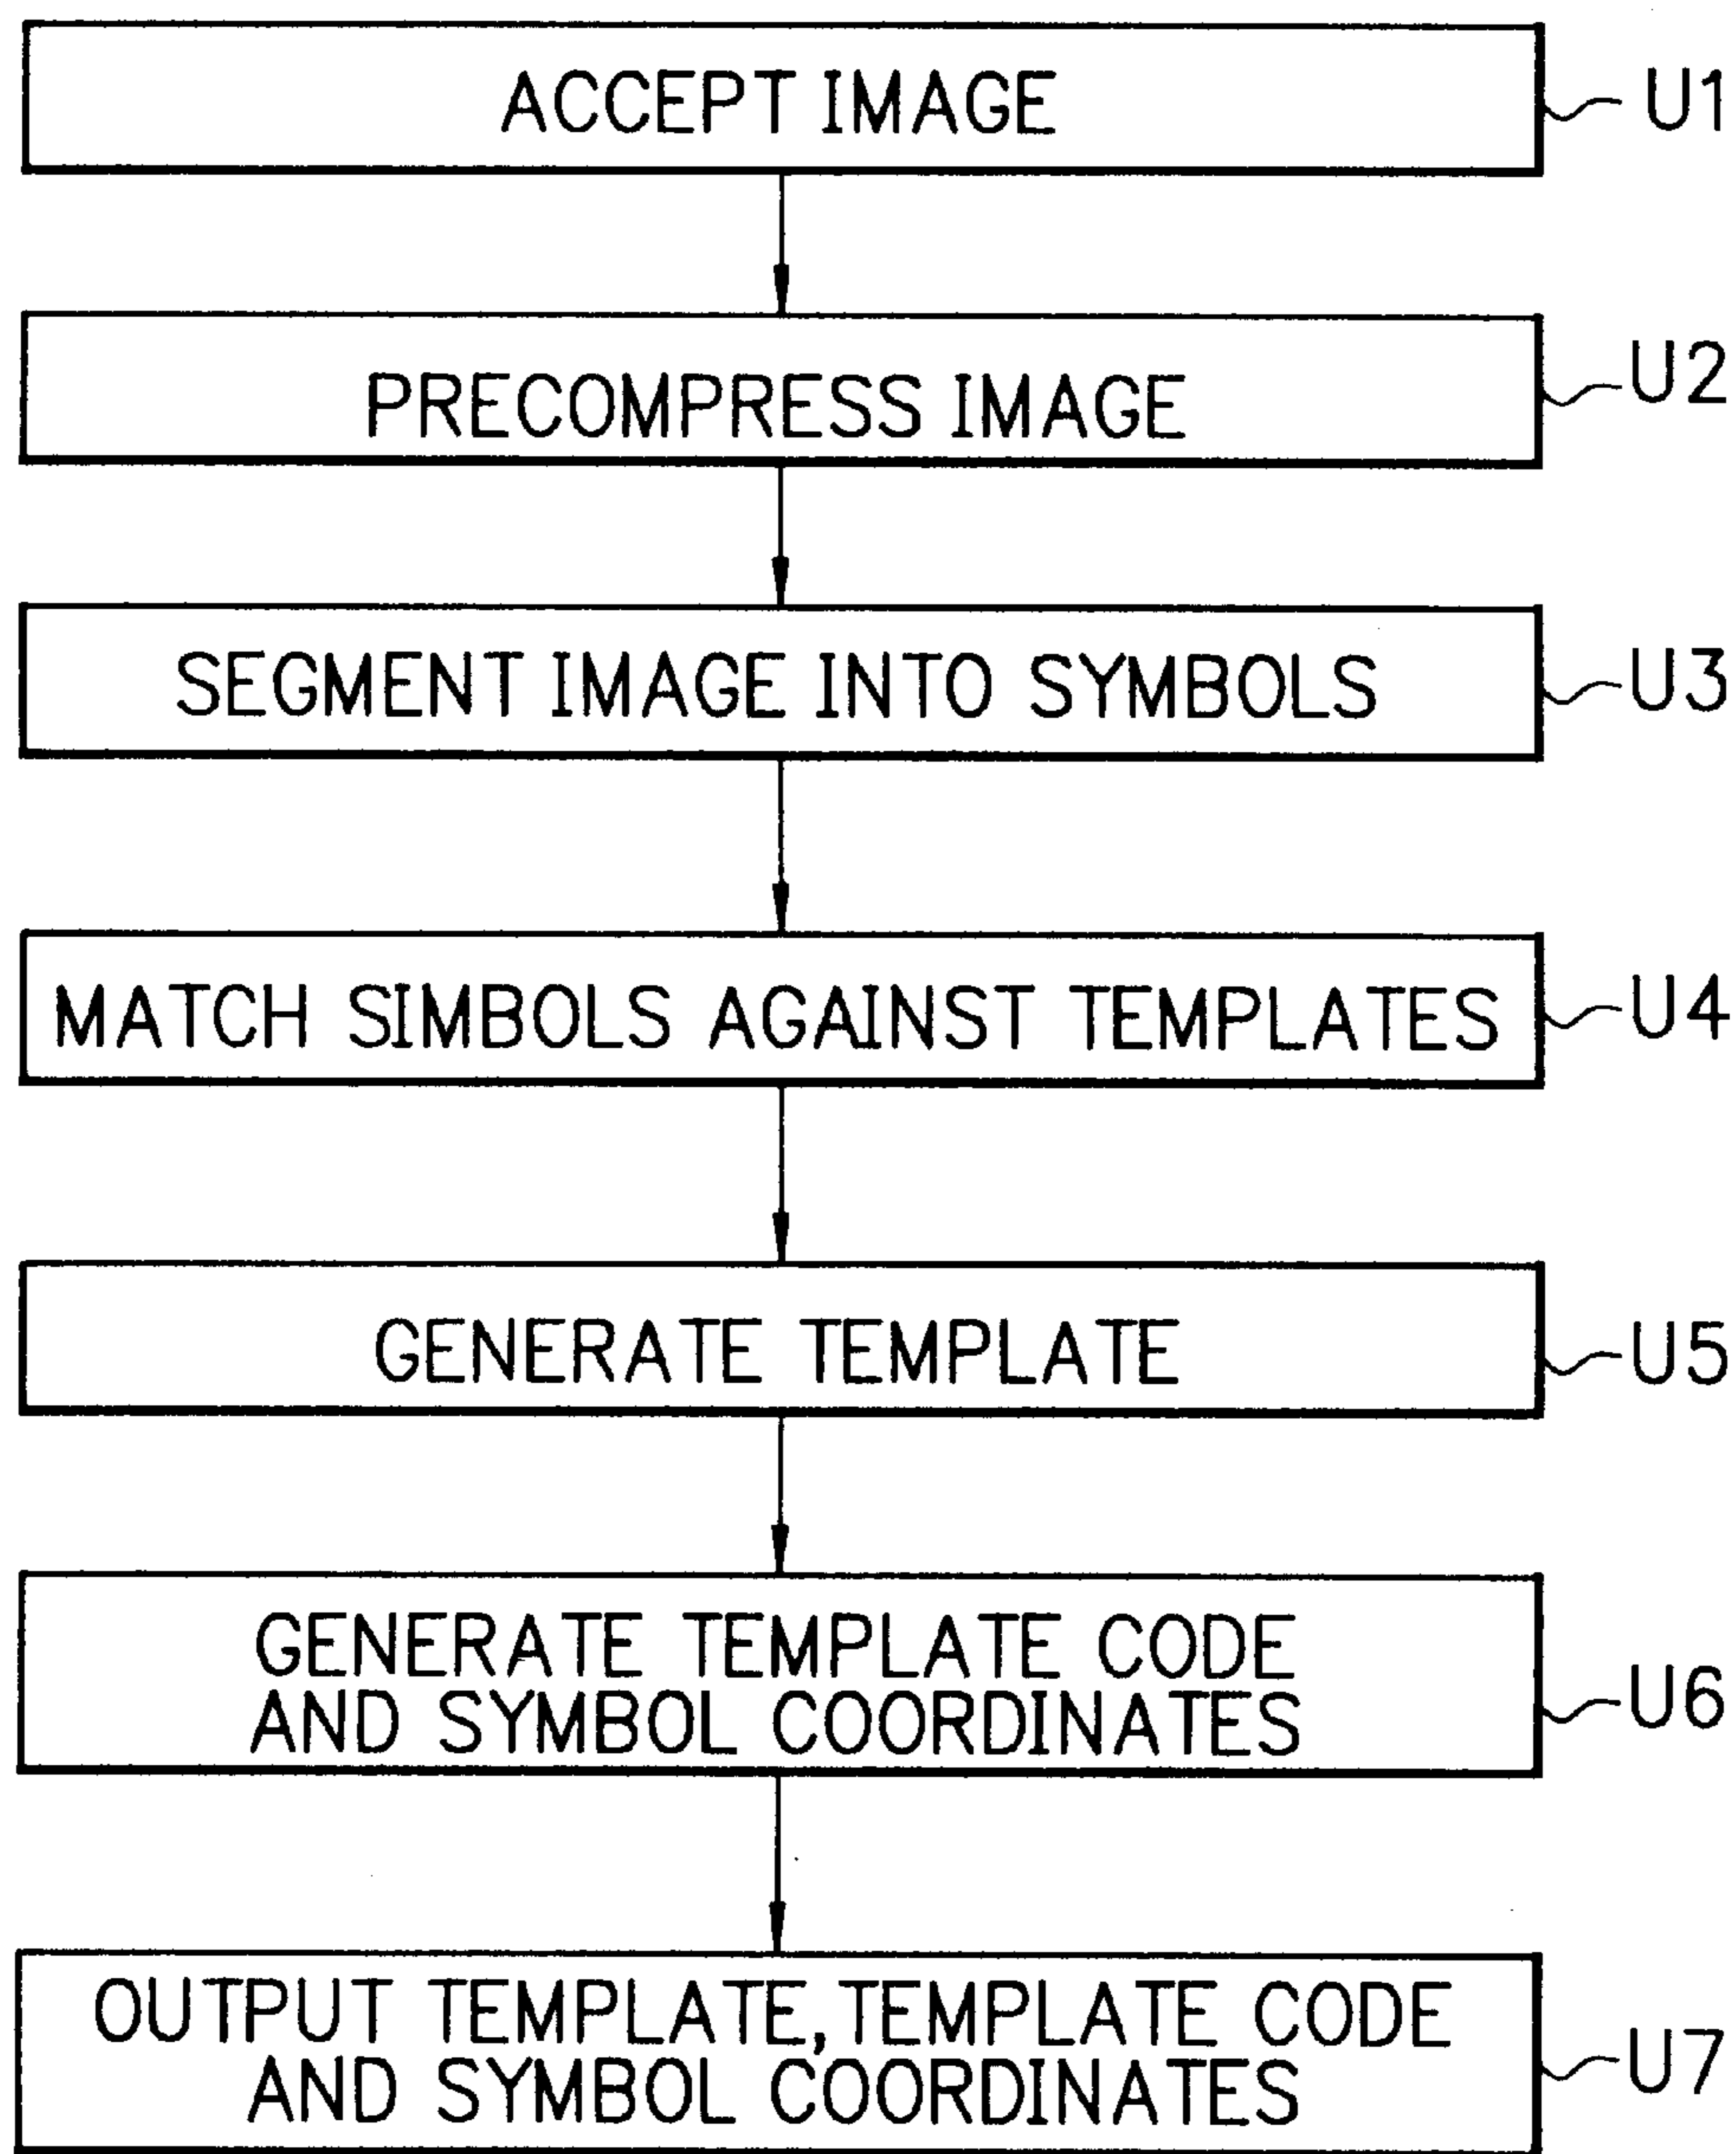 ACCEPT IMAGE U1
PRECOMPRESS IMAGE U2
SEGMENT IMAGE INTO SYMBOLS U3
MATCH SIMBOLS AGAINST TEMPLATES U4
GENERATE TEMPLATE U5
GENERATE TEMPLATE CODE
AND SYMBOL COORDINATES U6
OUTPUT TEMPLATE, TEMPLATE CODE
AND SYMBOL COORDINATES U7